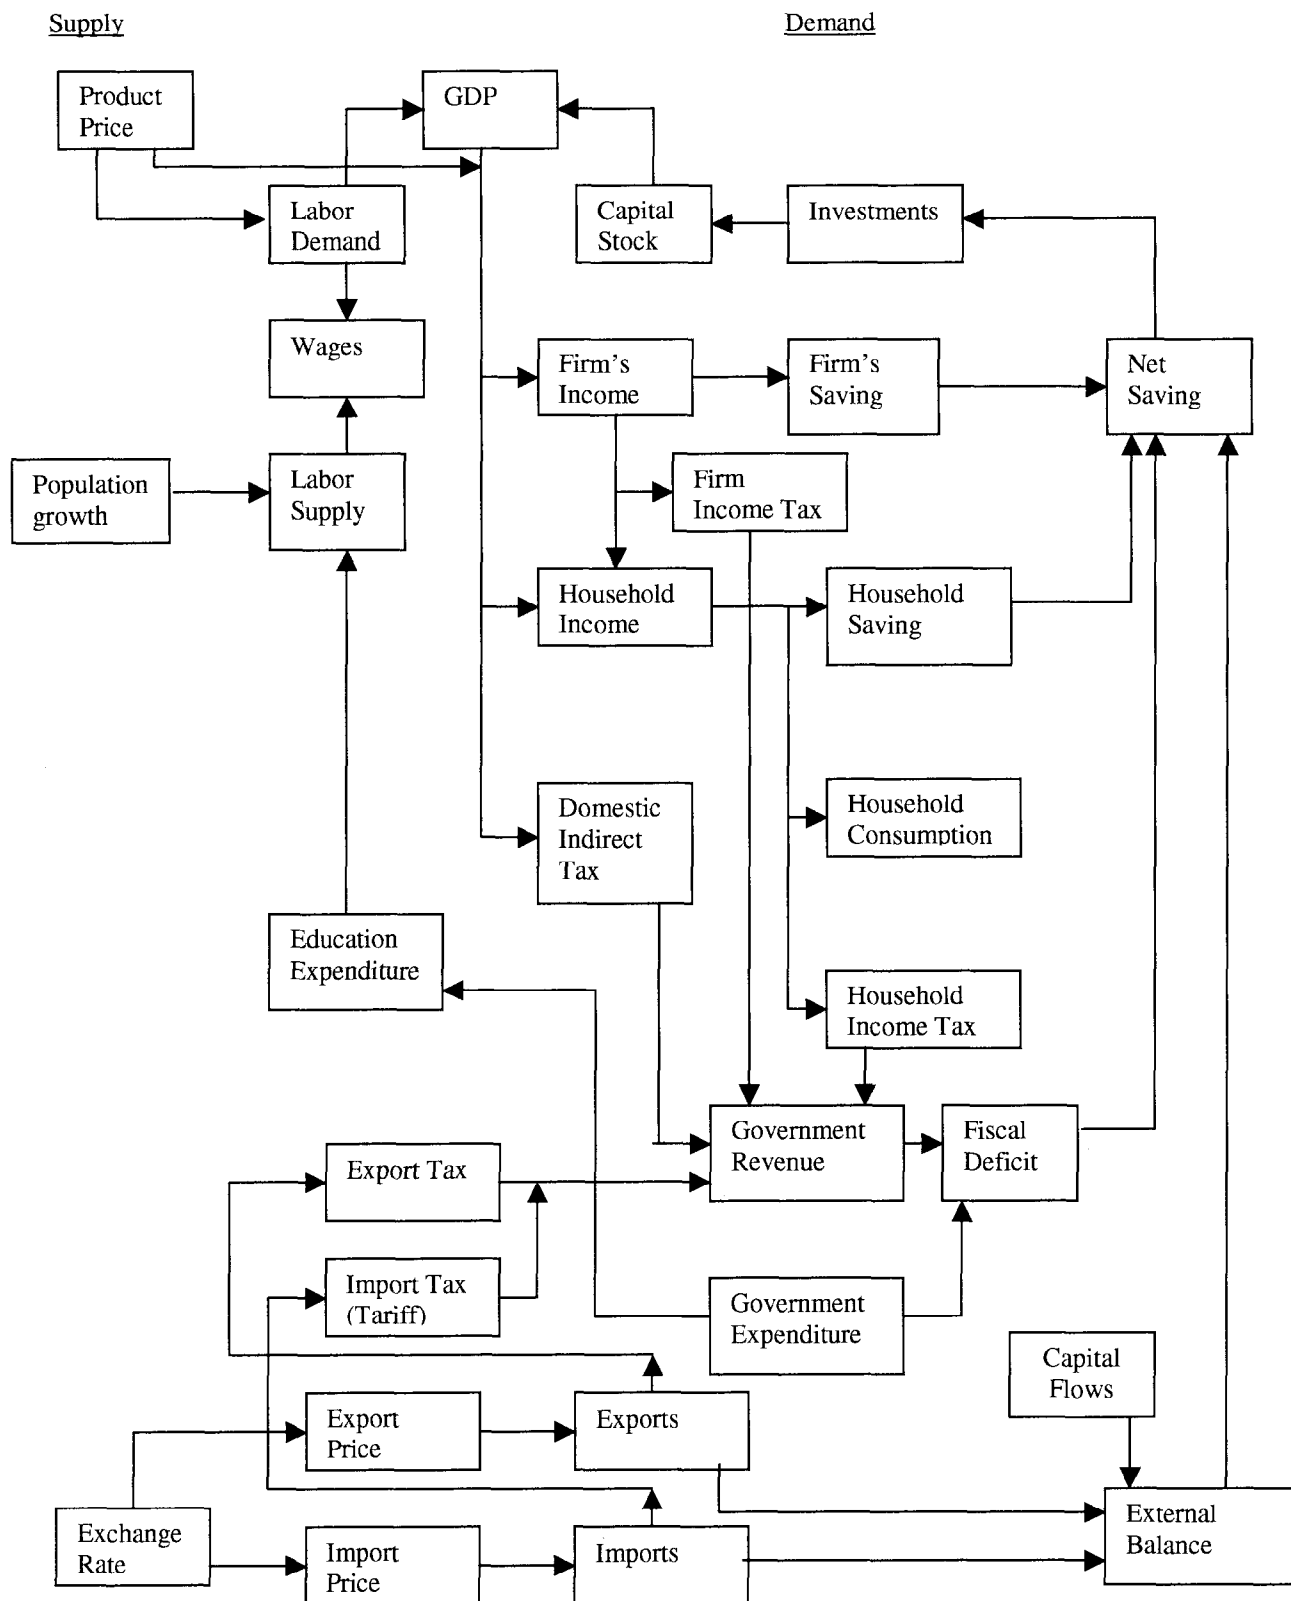 Supply
Demand
Product
Price
GDP
Labor
Demand
Capital
Stock
Investments
Wages
Firm's
Income
Firm's
Saving
Net
Saving
Population
growth
Labor
Supply
Firm
Income Tax
Household
Income
Household
Saving
Domestic
Indirect
Tax
Household
Consumption
Education
Expenditure
Household
Income Tax
Government
Revenue
Fiscal
Deficit
Export Tax
Import Tax
(Tariff)
Government
Expenditure
Capital
Flows
Export
Price
Exports
Exchange
Rate
Import
Price
Imports
External
Balance